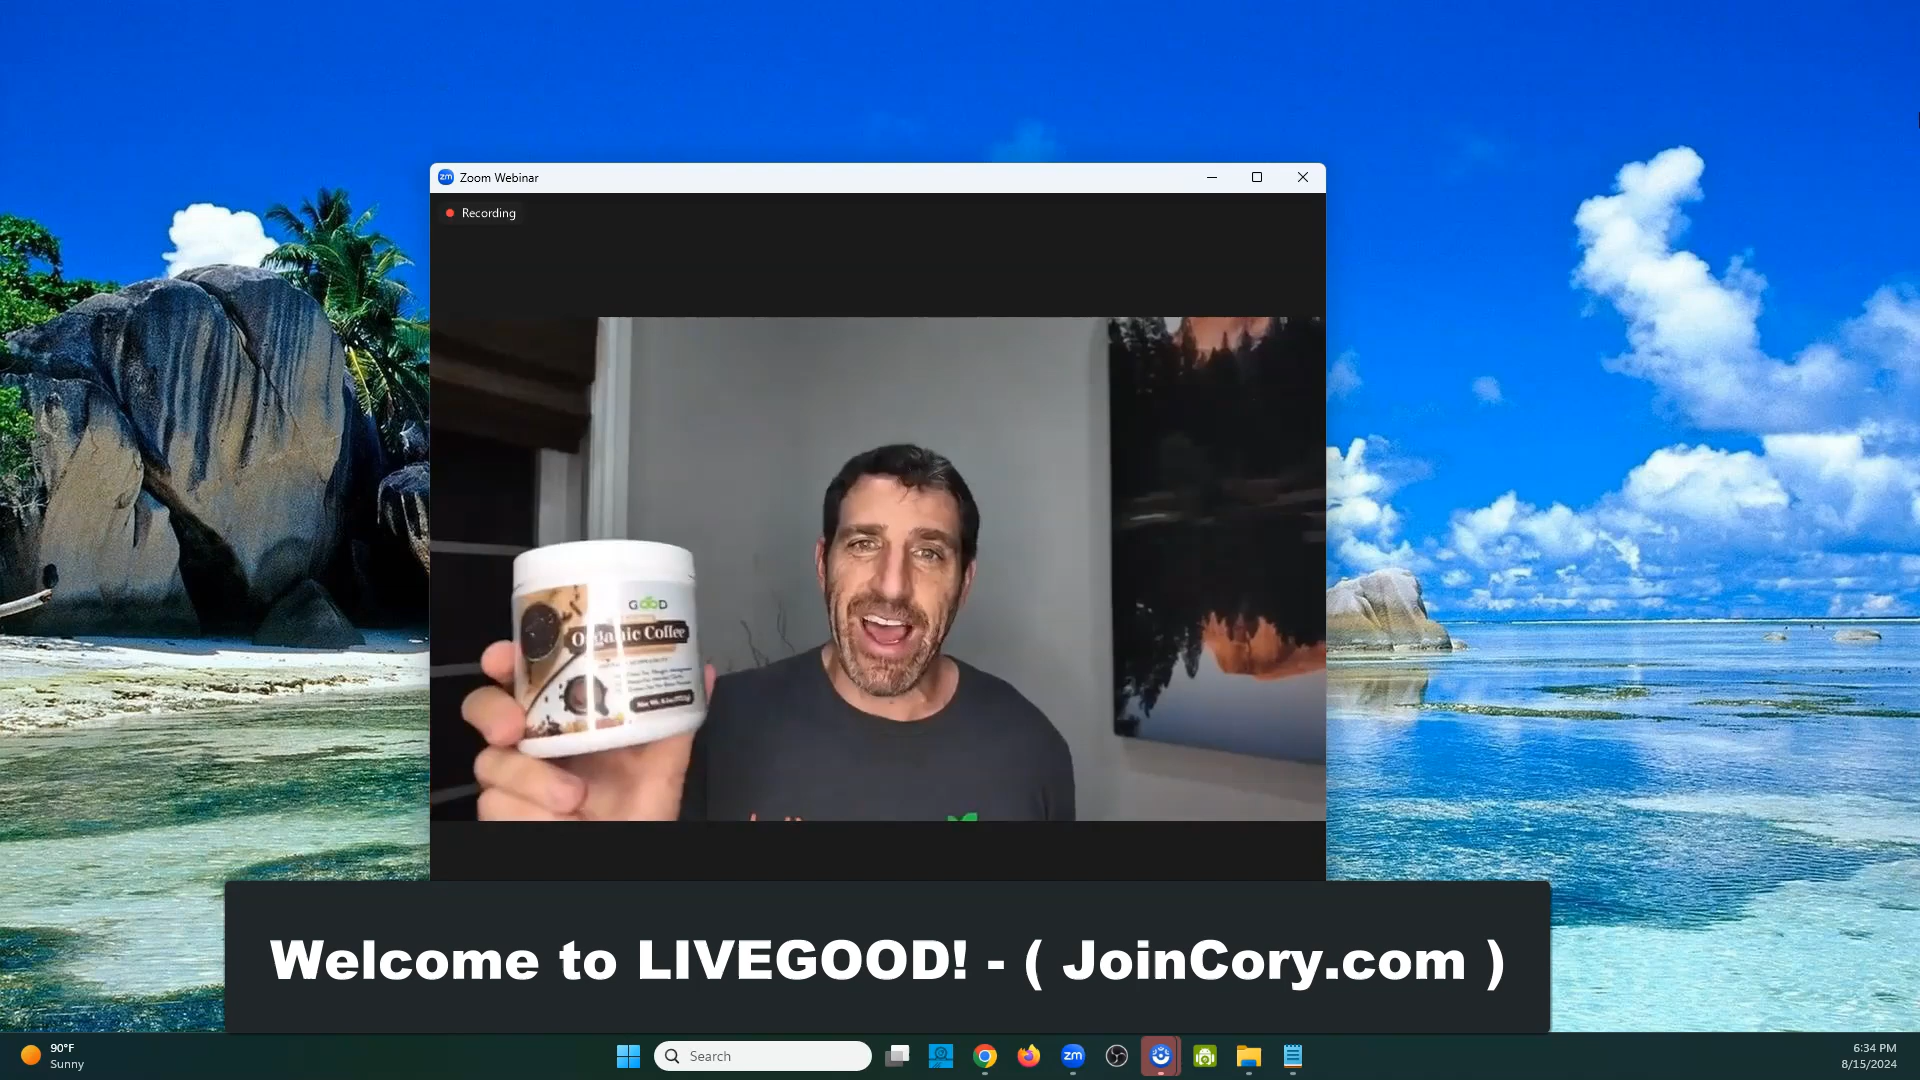 Zoom Webinar
Recording
GOOD
Organic Coffee
Welcome to LIVEGOOD! - ( JoinCory.com )
90°F
Sunny
Search
zm
6:34 PM
8/15/2024